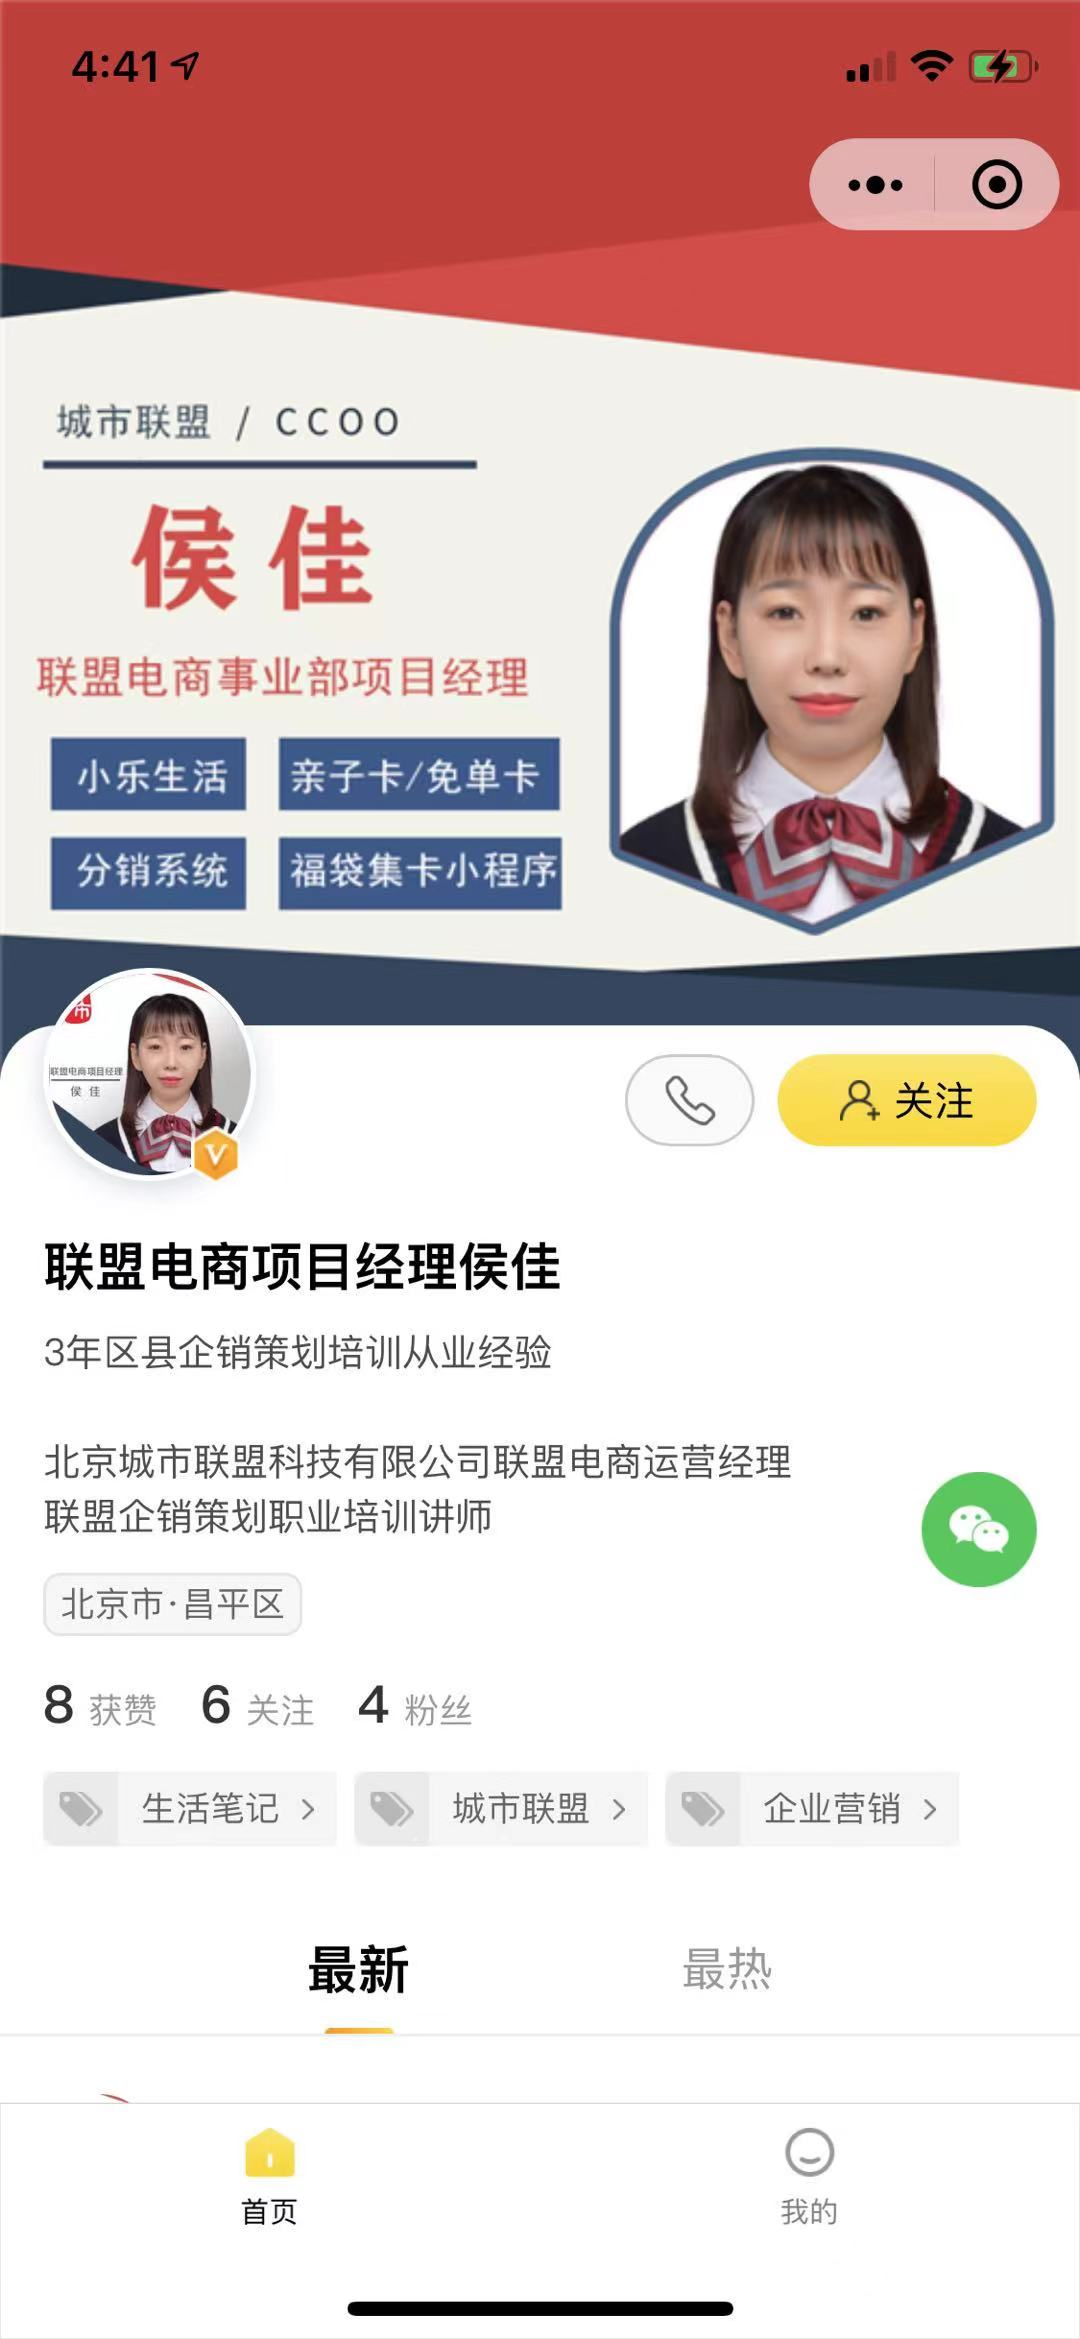 4:41
城市联盟 / CCOO
侯佳
联盟电商事业部项目经理
小乐生活
亲子卡/免单卡
分销系统
福袋集卡小程序
市
联盟电商项目经理
侯 佳
V
关注
联盟电商项目经理侯佳
3年区县企销策划培训从业经验
北京城市联盟科技有限公司联盟电商运营经理
联盟企销策划职业培训讲师
北京市·昌平区
8 获赞 6 关注 4 粉丝
生活笔记
城市联盟
企业营销
最新
最热
首页
我的